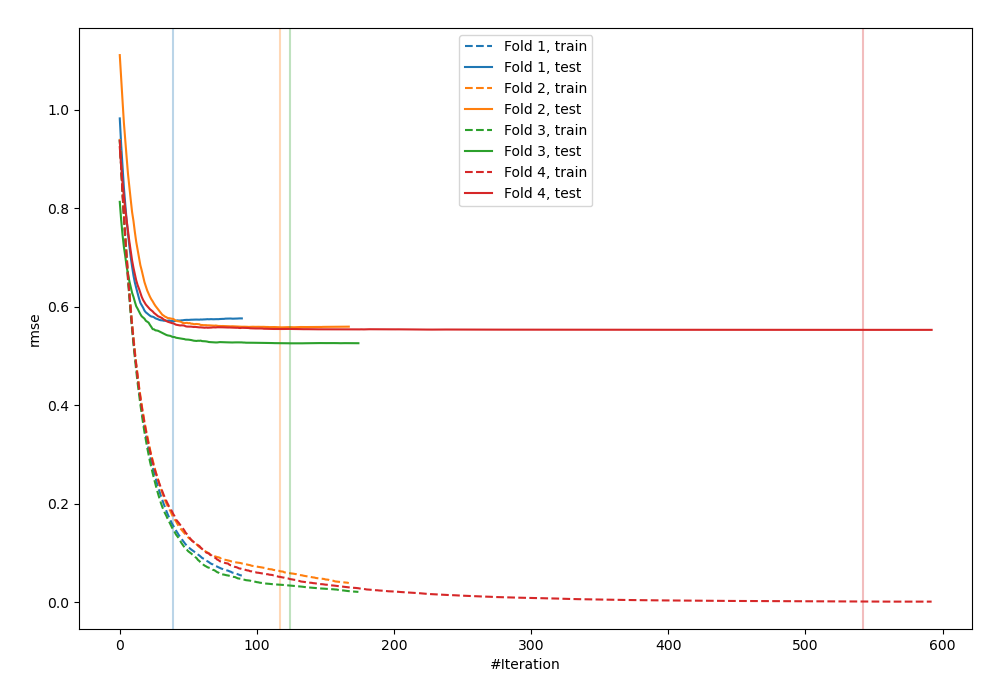 Fold 1, train
Fold 1, test
Fold 2, train
Fold 2, test
Fold 3, train
Fold 3, test
Fold 4, train
Fold 4, test
rmse
1.0
0.8
0.6
0.4
0.2
0.0
0
100
200
300
400
500
600
#Iteration